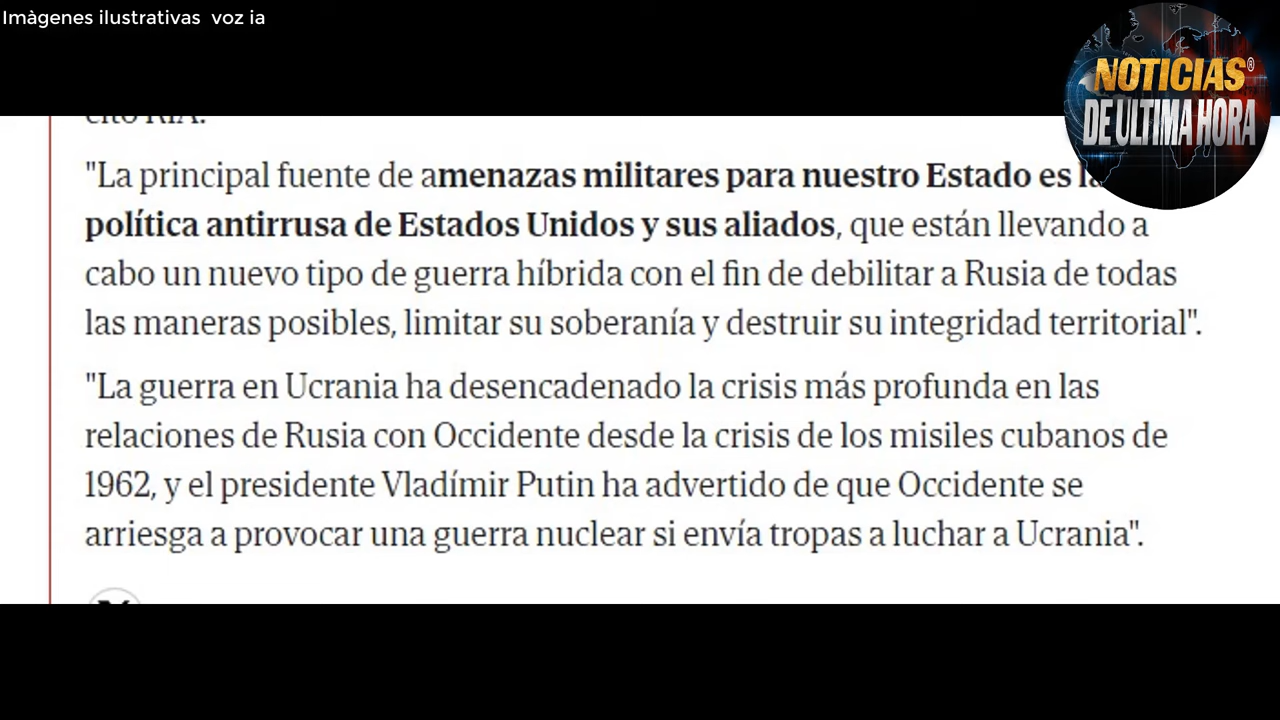 Imàgenes ilustrativas voz ia
NOTICIAS®
DE ULTIMA HORA
"La principal fuente de amenazas militares para nuestro Estado es
política antirrusa de Estados Unidos y sus aliados, que están llevando a
cabo un nuevo tipo de guerra híbrida con el fin de debilitar a Rusia de todas
las maneras posibles, limitar su soberanía y destruir su integridad territorial".
"La guerra en Ucrania ha desencadenado la crisis más profunda en las
relaciones de Rusia con Occidente desde la crisis de los misiles cubanos de
1962, y el presidente Vladímir Putin ha advertido de que Occidente se
arriesga a provocar una guerra nuclear si envía tropas a luchar a Ucrania".